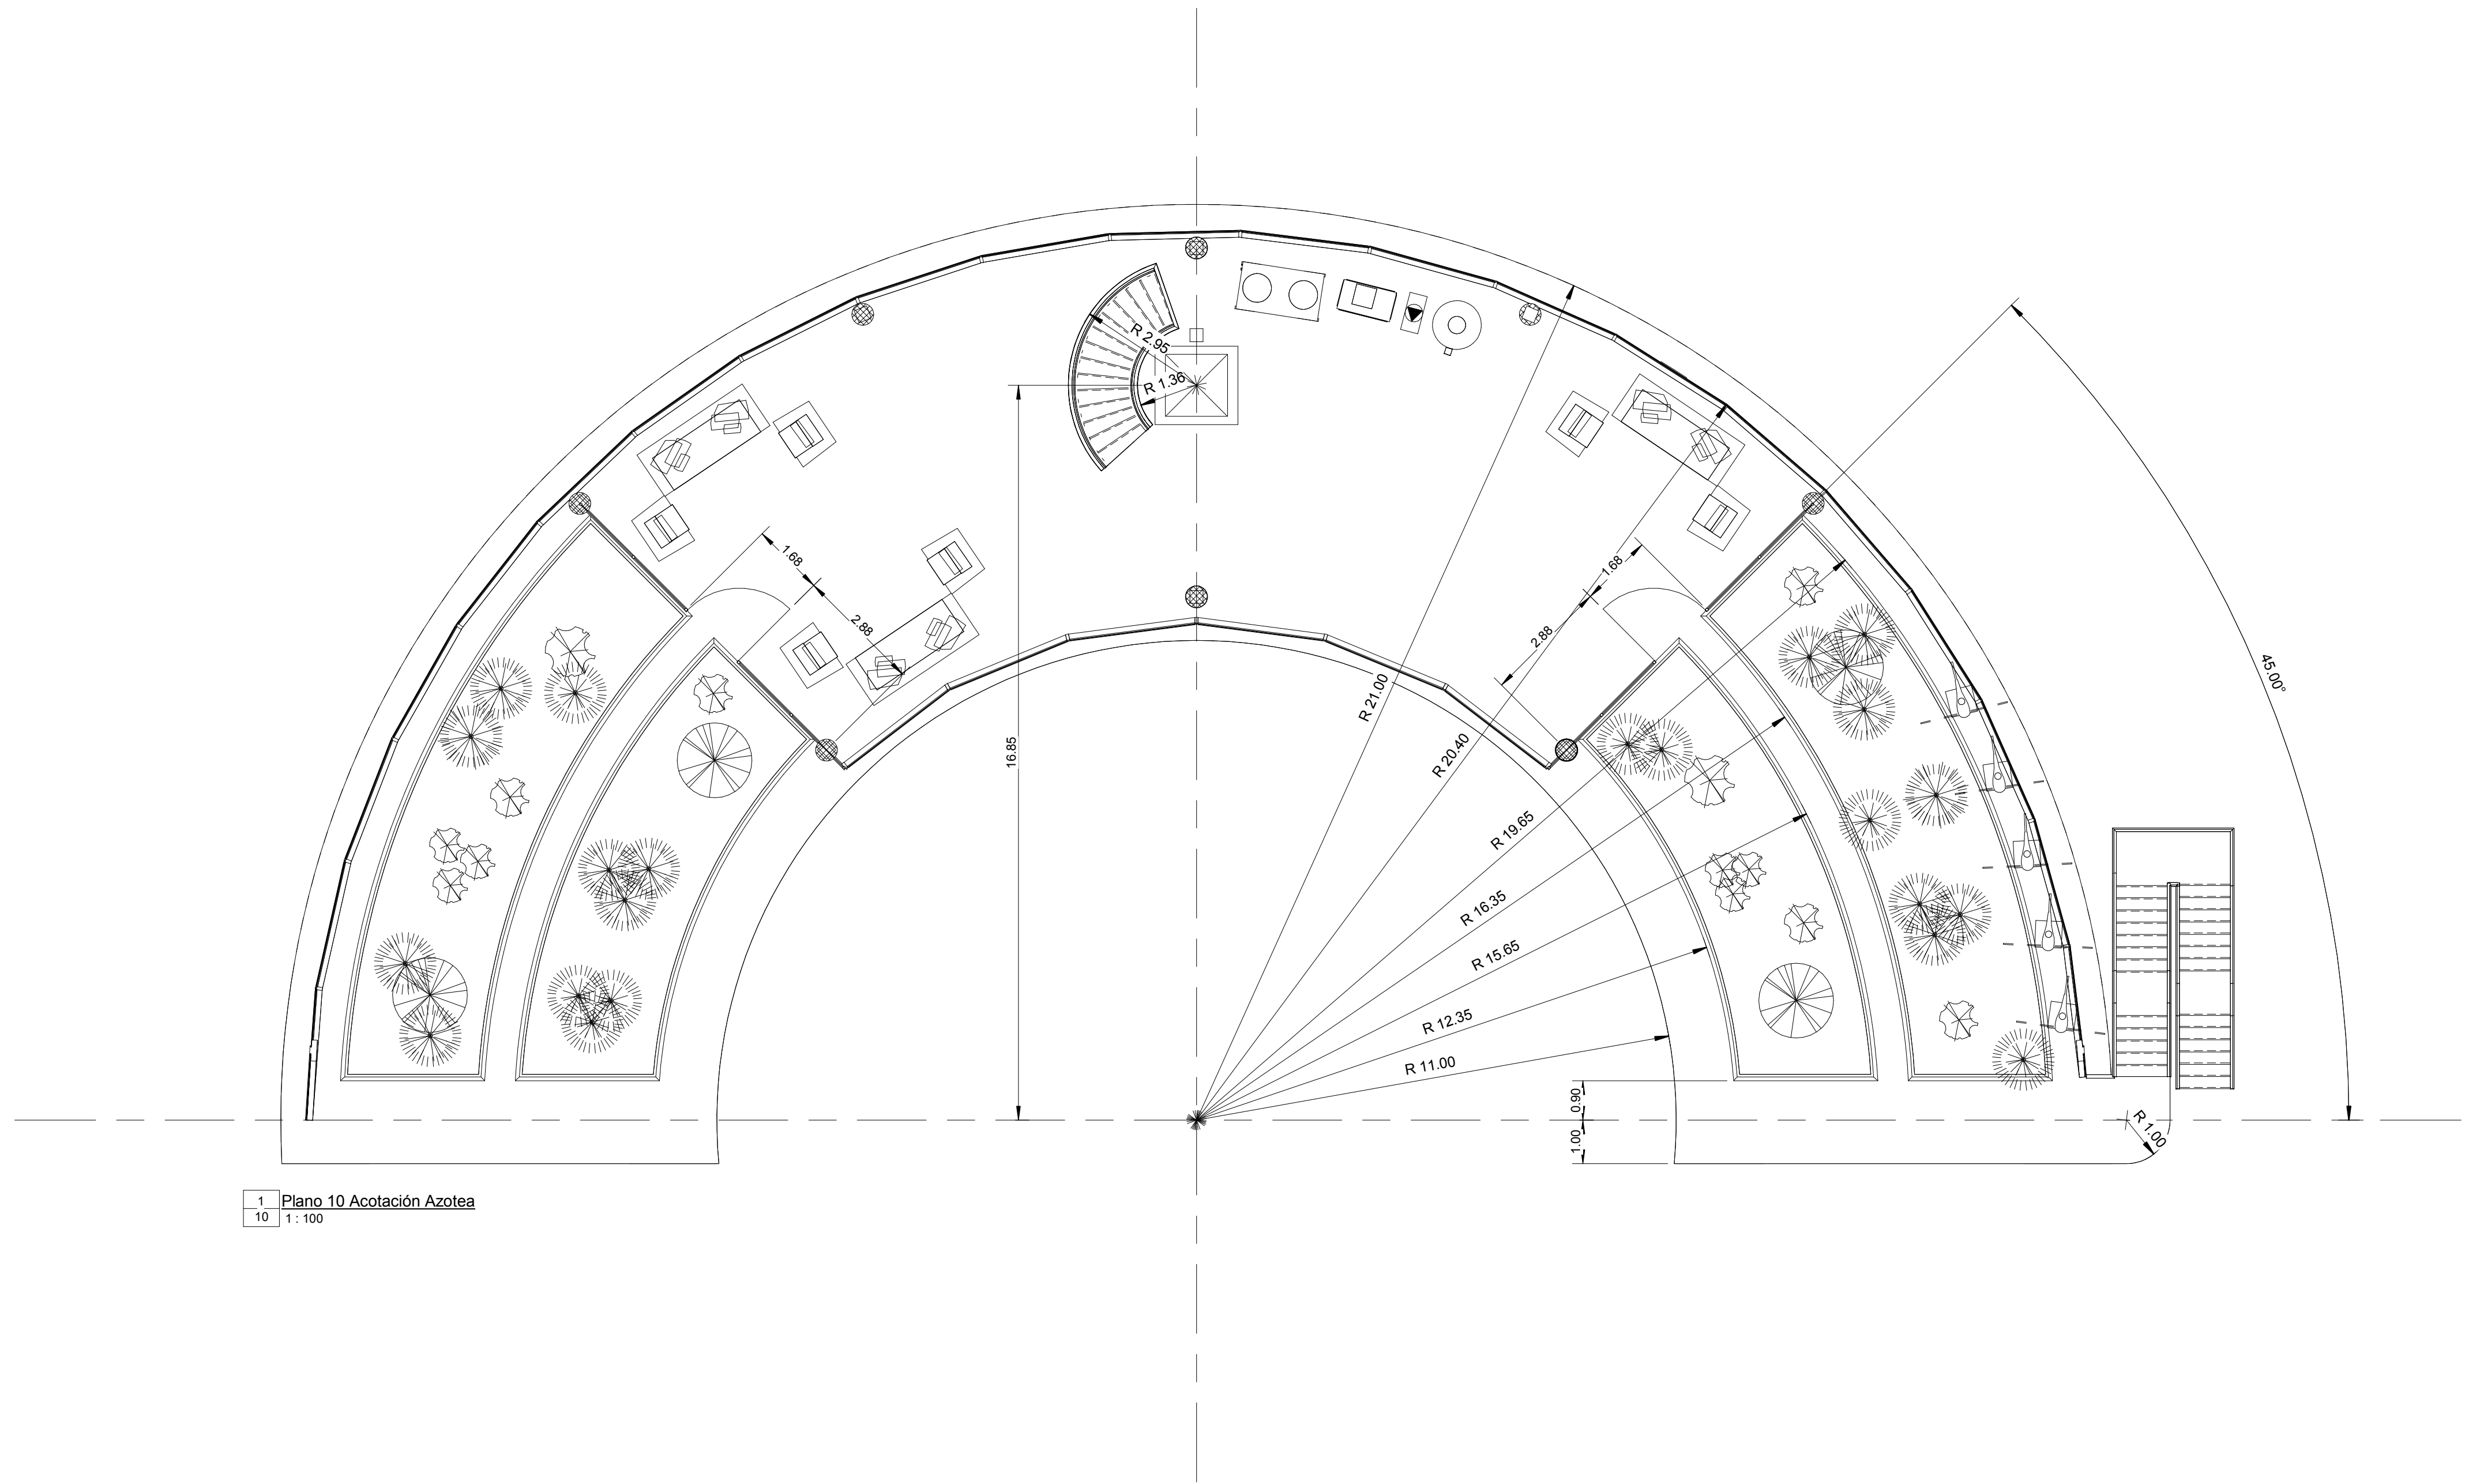 R 2.95
R 1.36
1.68
2.88
16.85
1.68
2.88
R 21.00
R 20.40
R 19.65
R 16.35
R 15.65
R 12.35
R 11.00
45.00°
0.90
1.00
R 1.00
1
10
Plano 10 Acotación Azotea
1 : 100